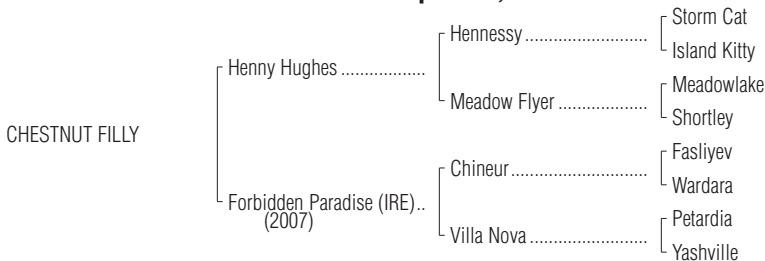 Storm Cat
Hennessy ..............................
Island Kitty
Henny Hughes ..................
Meadowlake
Meadow Flyer ......................
Shortley
CHESTNUT FILLY
Fasliyev
Chineur.................................
Wardara
Forbidden Paradise (IRE)..
(2007)
Petardia
Villa Nova .............................
Yashville